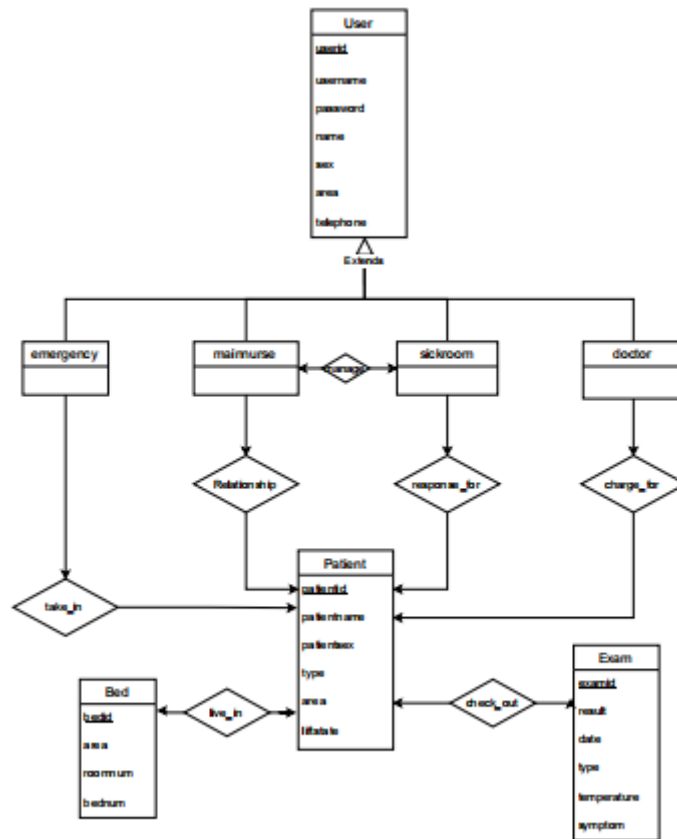 User
userid
username
password
name
sex
area
telephone
Extends
emergency
mainnurse
manage
sickroom
doctor
Relationship
response_for
charge_for
Patient
patientid
take_in
patientname
patientsex
type
area
liffstate
Bed
bedid
area
roomnum
bednum
live_in
check_out
Exam
examid
result
date
type
temperature
symptom